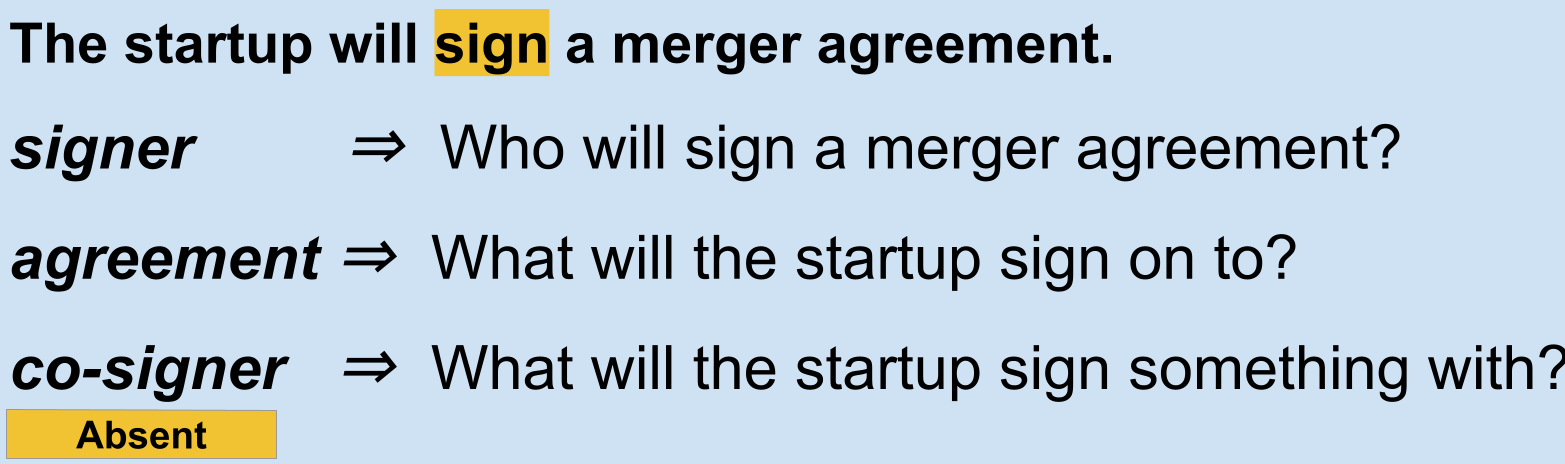 The startup will sign a merger agreement.
signer ⇒ Who will sign a merger agreement?
agreement ⇒ What will the startup sign on to?
co-signer ⇒ What will the startup sign something with?
Absent